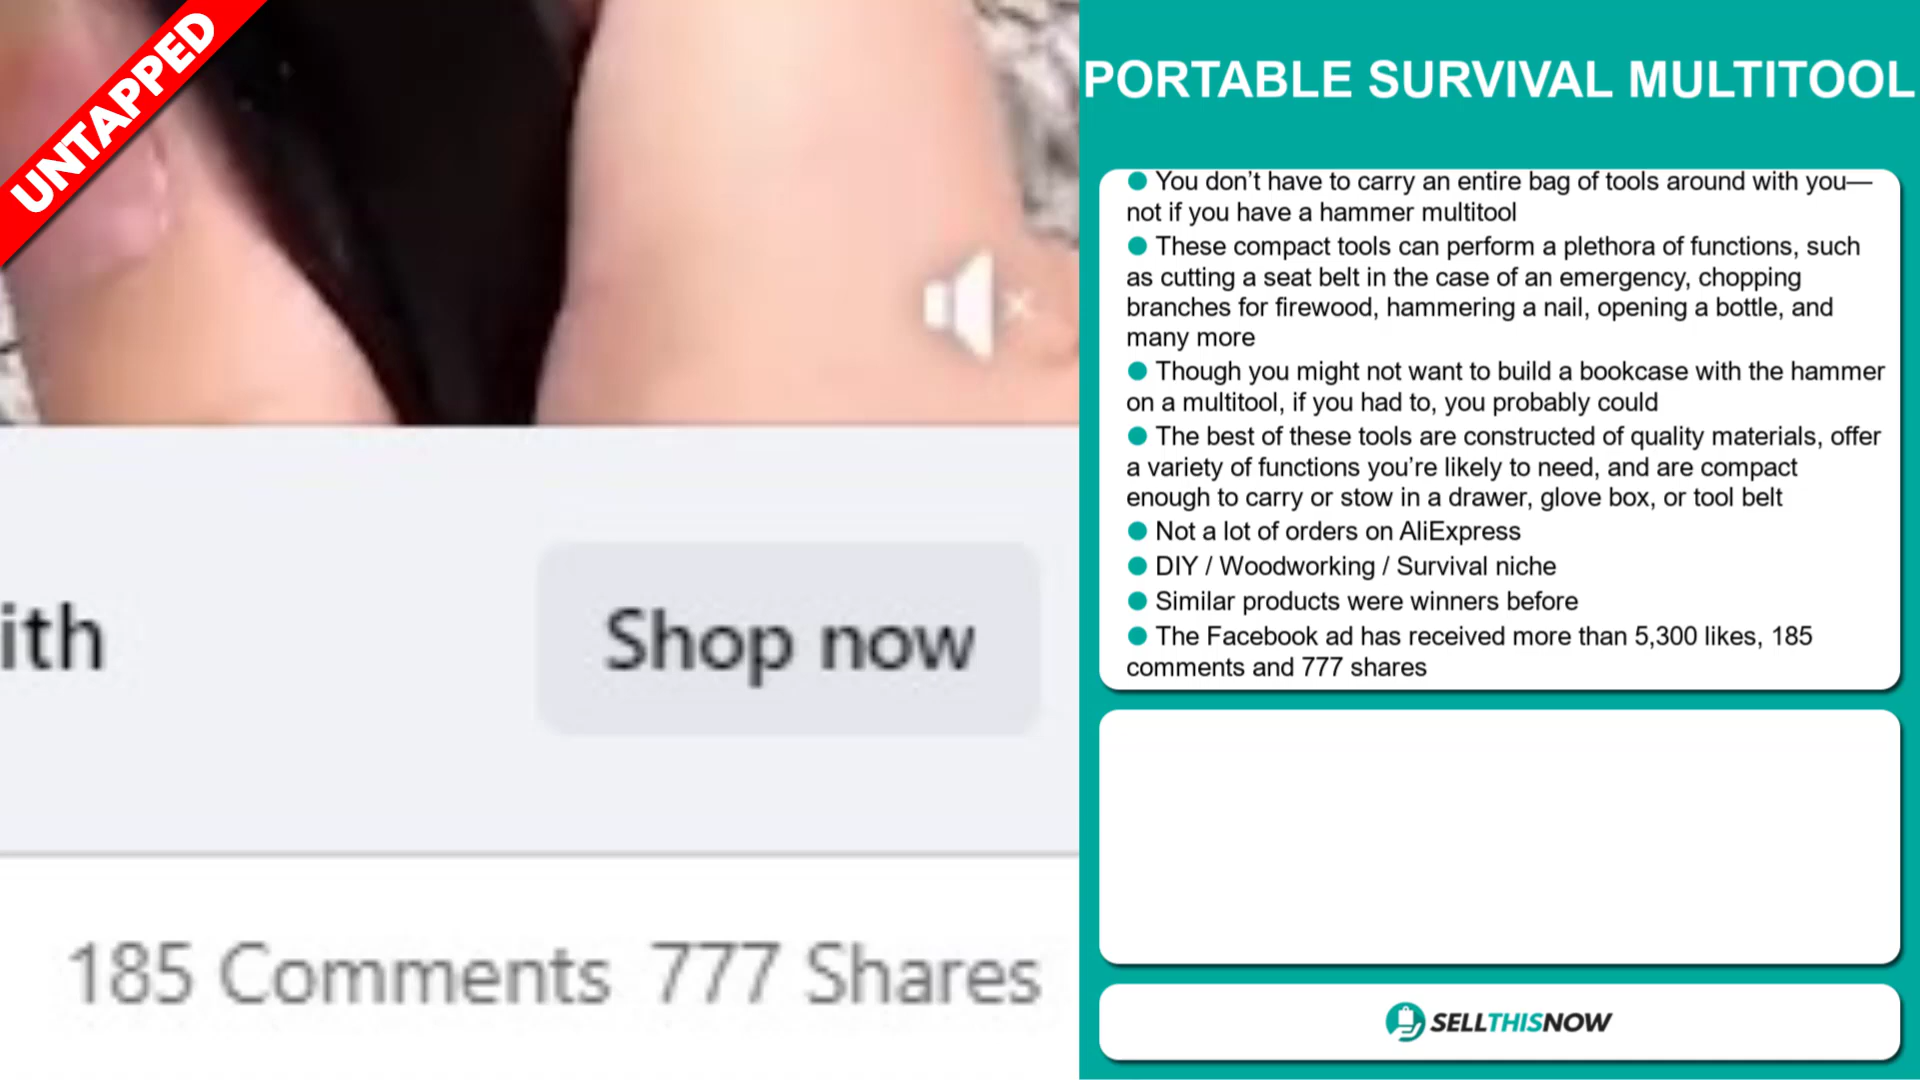 UNTAPPED
ith
Shop now
185 Comments 777 Shares
PORTABLE SURVIVAL MULTITOOL
● You don’t have to carry an entire bag of tools around with you—
not if you have a hammer multitool
● These compact tools can perform a plethora of functions, such
as cutting a seat belt in the case of an emergency, chopping
branches for firewood, hammering a nail, opening a bottle, and
many more
● Though you might not want to build a bookcase with the hammer
on a multitool, if you had to, you probably could
● The best of these tools are constructed of quality materials, offer
a variety of functions you’re likely to need, and are compact
enough to carry or stow in a drawer, glove box, or tool belt
● Not a lot of orders on AliExpress
● DIY / Woodworking / Survival niche
● Similar products were winners before
● The Facebook ad has received more than 5,300 likes, 185
comments and 777 shares
SELLTHISNOW